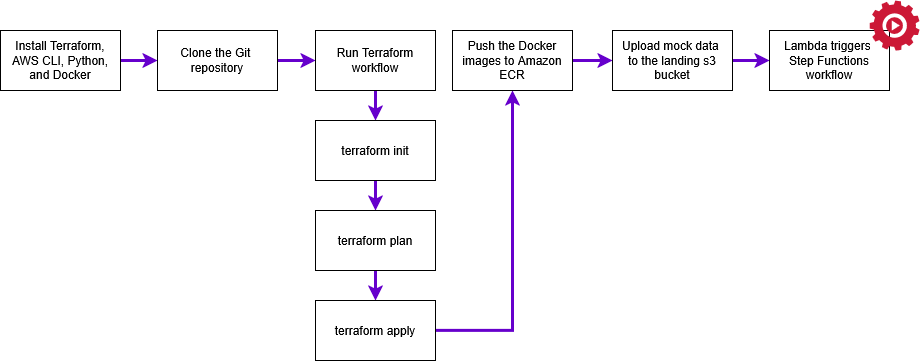 Install Terraform,
AWS CLI, Python,
and Docker
Clone the Git
repository
Run Terraform
workflow
terraform init
terraform plan
terraform apply
Push the Docker
images to Amazon
ECR
Upload mock data
to the landing s3
bucket
Lambda triggers
Step Functions
workflow